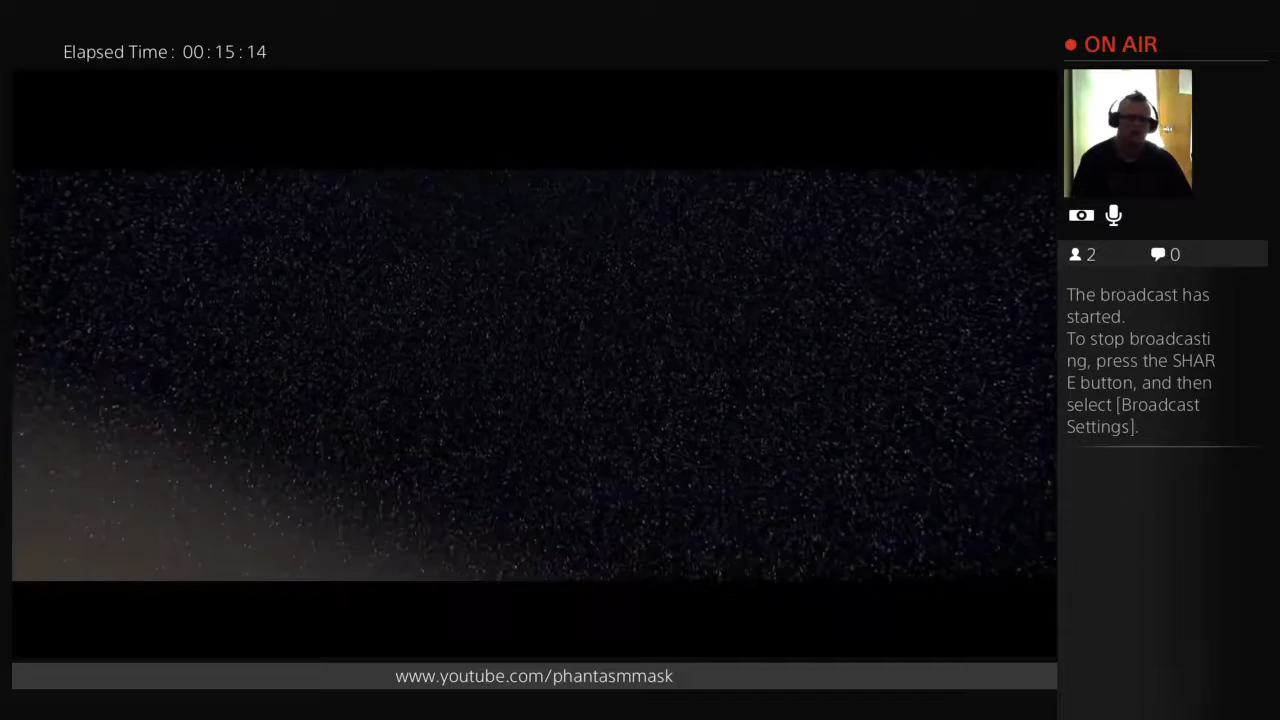 Elapsed Time: 00:15:14
ON AIR
2 0
The broadcast has
started.
To stop broadcasti
ng, press the SHAR
E button, and then
select [Broadcast
Settings].
www.youtube.com/phantasmmask